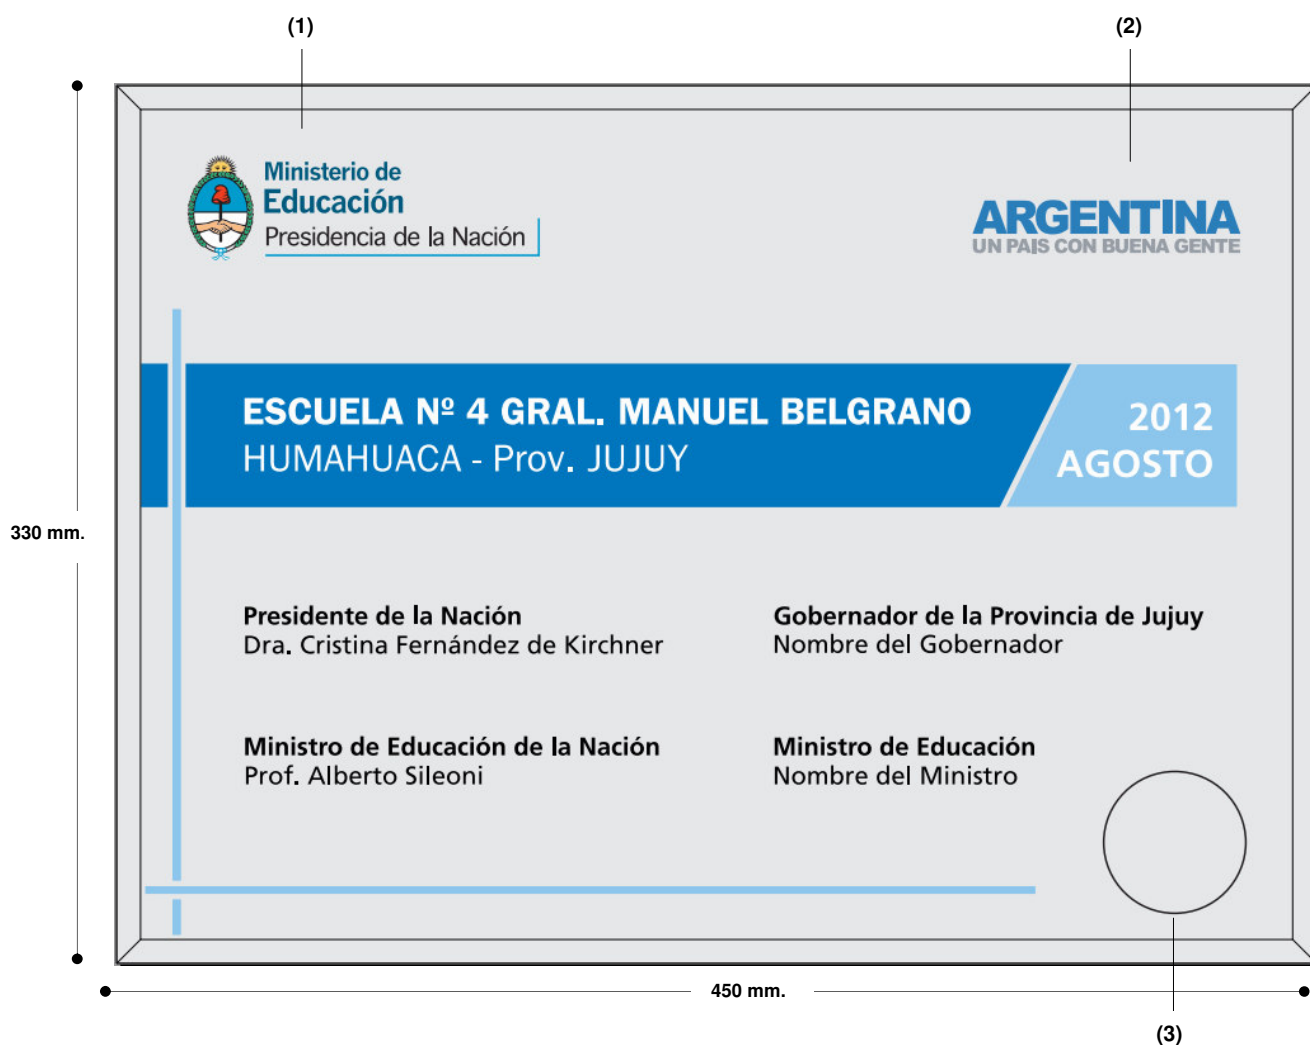 (1)
(2)
Ministerio de
Educación
Presidencia de la Nación
ARGENTINA
UN PAIS CON BUENA GENTE
ESCUELA Nº 4 GRAL. MANUEL BELGRANO
HUMAHUACA - Prov. JUJUY
2012
AGOSTO
330 mm.
Presidente de la Nación
Dra. Cristina Fernández de Kirchner
Gobernador de la Provincia de Jujuy
Nombre del Gobernador
Ministro de Educación de la Nación
Prof. Alberto Sileoni
Ministro de Educación
Nombre del Ministro
450 mm.
(3)